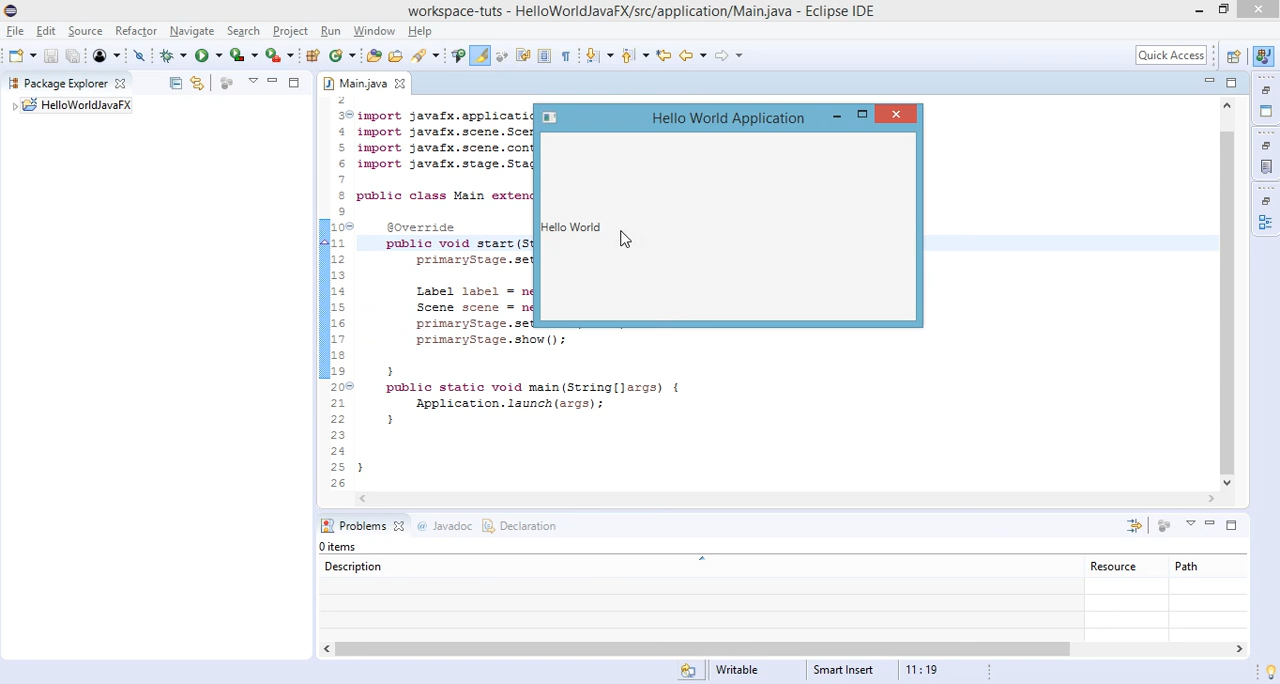 workspace-tuts - HelloWorldJavaFX/src/application/Main.java - Eclipse IDE
File Edit Source Refactor Navigate Search Project Run Window Help
Quick Access
Package Explorer
HelloWorldJavaFX
Main.java
2
3 import javafx.applicatio
4 import javafx.scene.Scen
5 import javafx.scene.cont
6 import javafx.stage.Stag
7
8 public class Main extend
9
10 @Override
11 public void start(St
12 primaryStage.set
13
14 Label label = ne
15 Scene scene = ne
16 primaryStage.set
17 primaryStage.show();
18
19 }
20 public static void main(String[]args) {
21 Application.launch(args);
22 }
23
24
25 }
26
Hello World Application
Hello World
Problems Javadoc Declaration
0 items
Description Resource Path
Writable Smart Insert 11 : 19